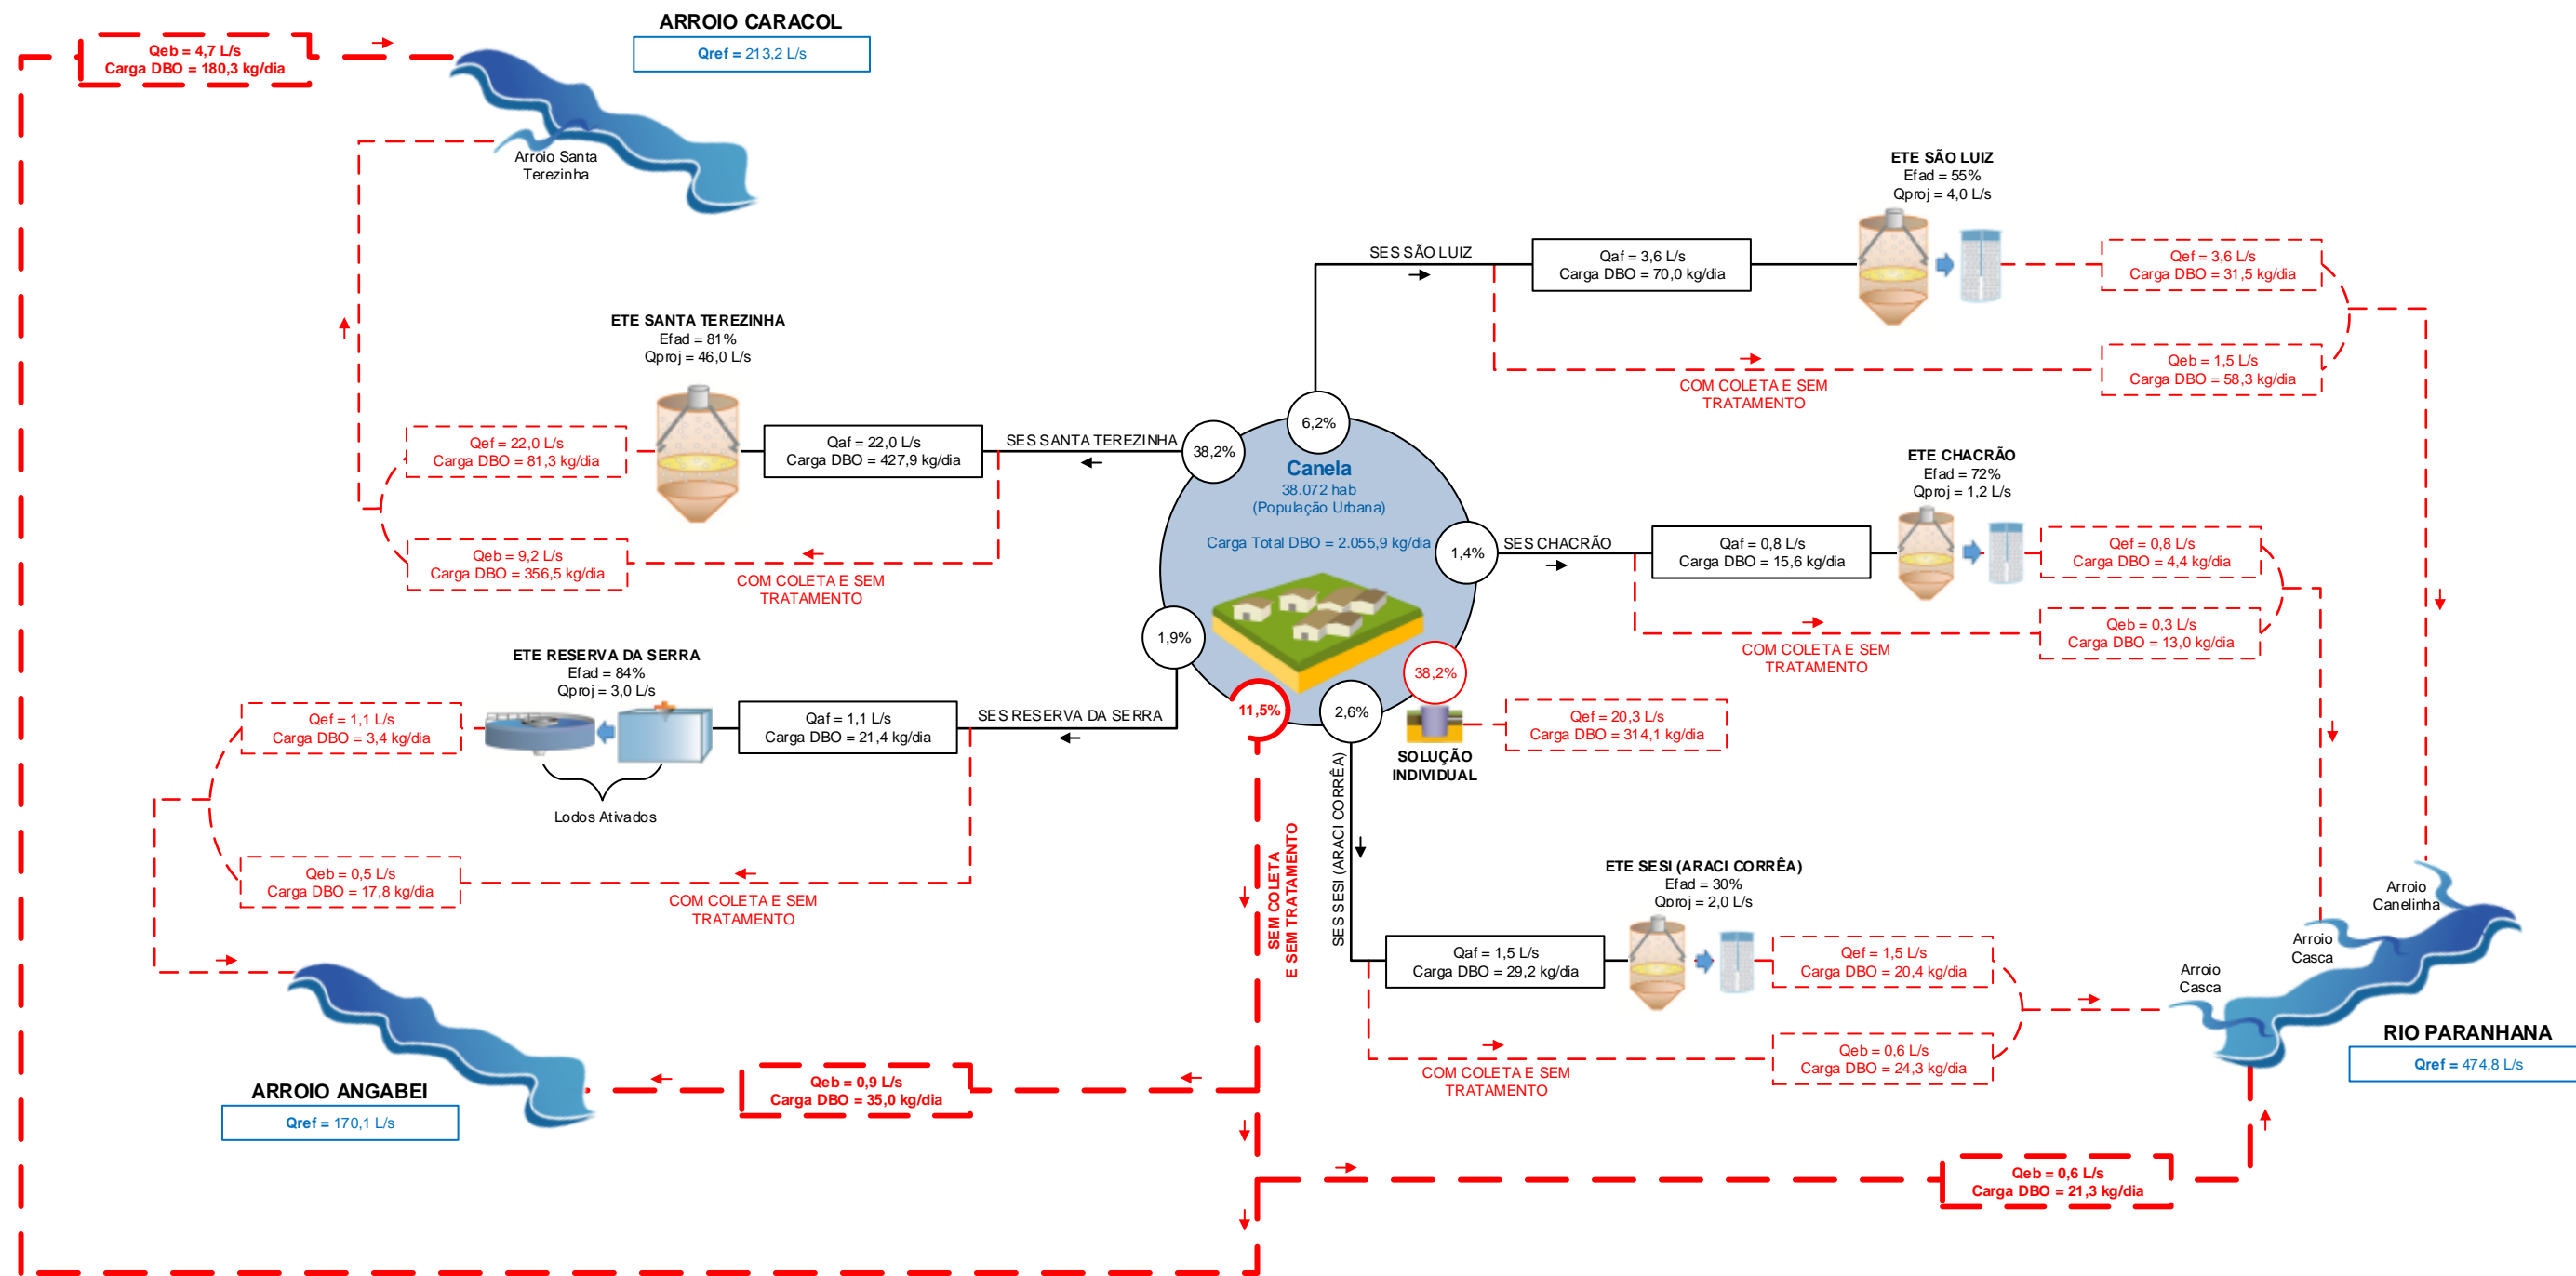 ARROIO CARACOL
Qref = 213,2 L/s
Qeb = 4,7 L/s
Carga DBO = 180,3 kg/dia
Arroio Santa
Terezinha
ETE SÃO LUIZ
Efad = 55%
Qproj = 4,0 L/s
SES SÃO LUIZ
Qaf = 3,6 L/s
Carga DBO = 70,0 kg/dia
Qef = 3,6 L/s
Carga DBO = 31,5 kg/dia
Qeb = 1,5 L/s
Carga DBO = 58,3 kg/dia
COM COLETA E SEM
TRATAMENTO
ETE SANTA TEREZINHA
Efad = 81%
Qproj = 46,0 L/s
Qef = 22,0 L/s
Carga DBO = 81,3 kg/dia
Qaf = 22,0 L/s
Carga DBO = 427,9 kg/dia
SES SANTA TEREZINHA
38,2%
6,2%
Qeb = 9,2 L/s
Carga DBO = 356,5 kg/dia
COM COLETA E SEM
TRATAMENTO
Canela
38.072 hab
(População Urbana)
Carga Total DBO = 2.055,9 kg/dia
1,4%
SES CHACRÃO
ETE CHACRÃO
Efad = 72%
Qproj = 1,2 L/s
Qaf = 0,8 L/s
Carga DBO = 15,6 kg/dia
Qef = 0,8 L/s
Carga DBO = 4,4 kg/dia
Qeb = 0,3 L/s
Carga DBO = 13,0 kg/dia
COM COLETA E SEM
TRATAMENTO
1,9%
ETE RESERVA DA SERRA
Efad = 84%
Qproj = 3,0 L/s
Qef = 1,1 L/s
Carga DBO = 3,4 kg/dia
Qaf = 1,1 L/s
Carga DBO = 21,4 kg/dia
SES RESERVA DA SERRA
Lodos Ativados
Qeb = 0,5 L/s
Carga DBO = 17,8 kg/dia
COM COLETA E SEM
TRATAMENTO
11,5%
2,6%
38,2%
SOLUÇÃO
INDIVIDUAL
Qef = 20,3 L/s
Carga DBO = 314,1 kg/dia
SEM COLETA
E SEM TRATAMENTO
SES SESI (ARACI CORRÊA)
ETE SESI (ARACI CORRÊA)
Efad = 30%
Qproj = 2,0 L/s
Qaf = 1,5 L/s
Carga DBO = 29,2 kg/dia
Qef = 1,5 L/s
Carga DBO = 20,4 kg/dia
Qeb = 0,6 L/s
Carga DBO = 24,3 kg/dia
COM COLETA E SEM
TRATAMENTO
Arroio
Canelinha
Arroio
Casca
Arroio
Casca
RIO PARANHANA
Qref = 474,8 L/s
ARROIO ANGABEI
Qref = 170,1 L/s
Qeb = 0,9 L/s
Carga DBO = 35,0 kg/dia
Qeb = 0,6 L/s
Carga DBO = 21,3 kg/dia